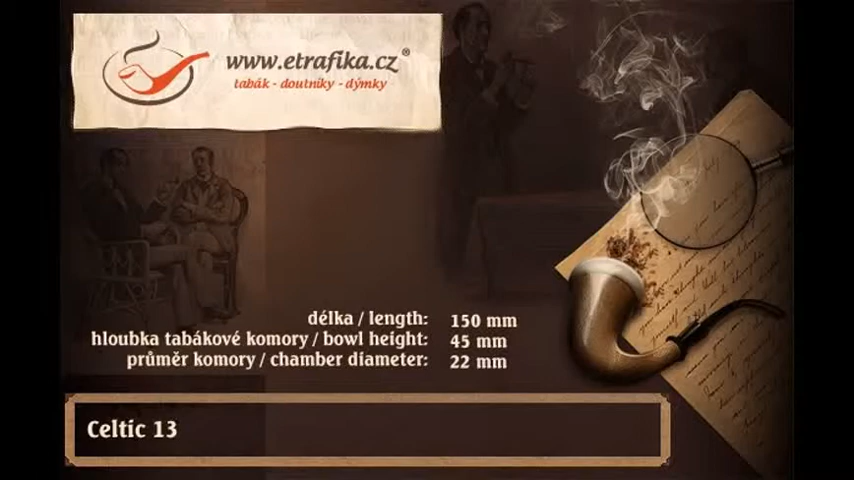 www.etrafika.cz®
tabák - doutníky - dýmky
délka / length: 150 mm
hloubka tabákové komory / bowl height: 45 mm
průměr komory / chamber diameter: 22 mm
Celtic 13